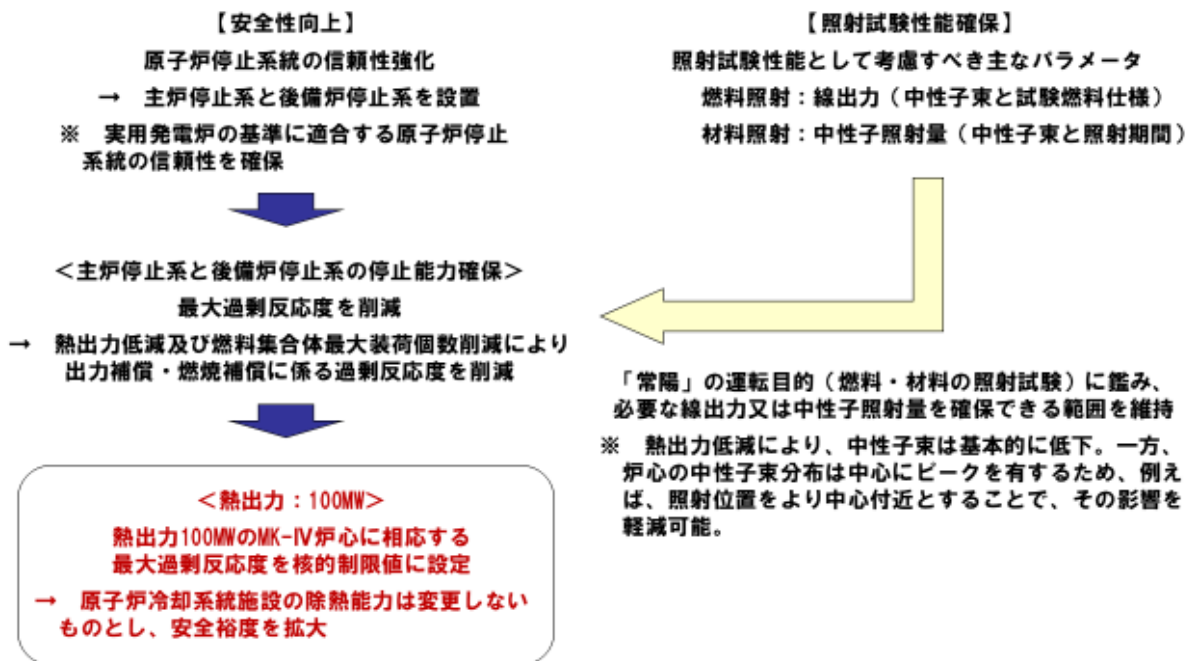 【安全性向上】
原子炉停止系統の信頼性強化
→ 主炉停止系と後備炉停止系を設置
※ 実用発電炉の基準に適合する原子炉停止
系統の信頼性を確保
＜主炉停止系と後備炉停止系の停止能力確保＞
最大過剰反応度を削減
→ 熱出力低減及び燃料集合体最大装荷個数削減により
出力補償・燃焼補償に係る過剰反応度を削減
＜熱出力：100MW＞
熱出力100MWのMK-Ⅳ炉心に相応する
最大過剰反応度を核的制限値に設定
→ 原子炉冷却系統施設の除熱能力は変更しない
ものとし、安全裕度を拡大
【照射試験性能確保】
照射試験性能として考慮すべき主なパラメータ
燃料照射：線出力（中性子束と試験燃料仕様）
材料照射：中性子照射量（中性子束と照射期間）
「常陽」の運転目的（燃料・材料の照射試験）に鑑み、
必要な線出力又は中性子照射量を確保できる範囲を維持
※ 熱出力低減により、中性子束は基本的に低下。一方、
炉心の中性子束分布は中心にピークを有するため、例え
ば、照射位置をより中心付近とすることで、その影響を
軽減可能。